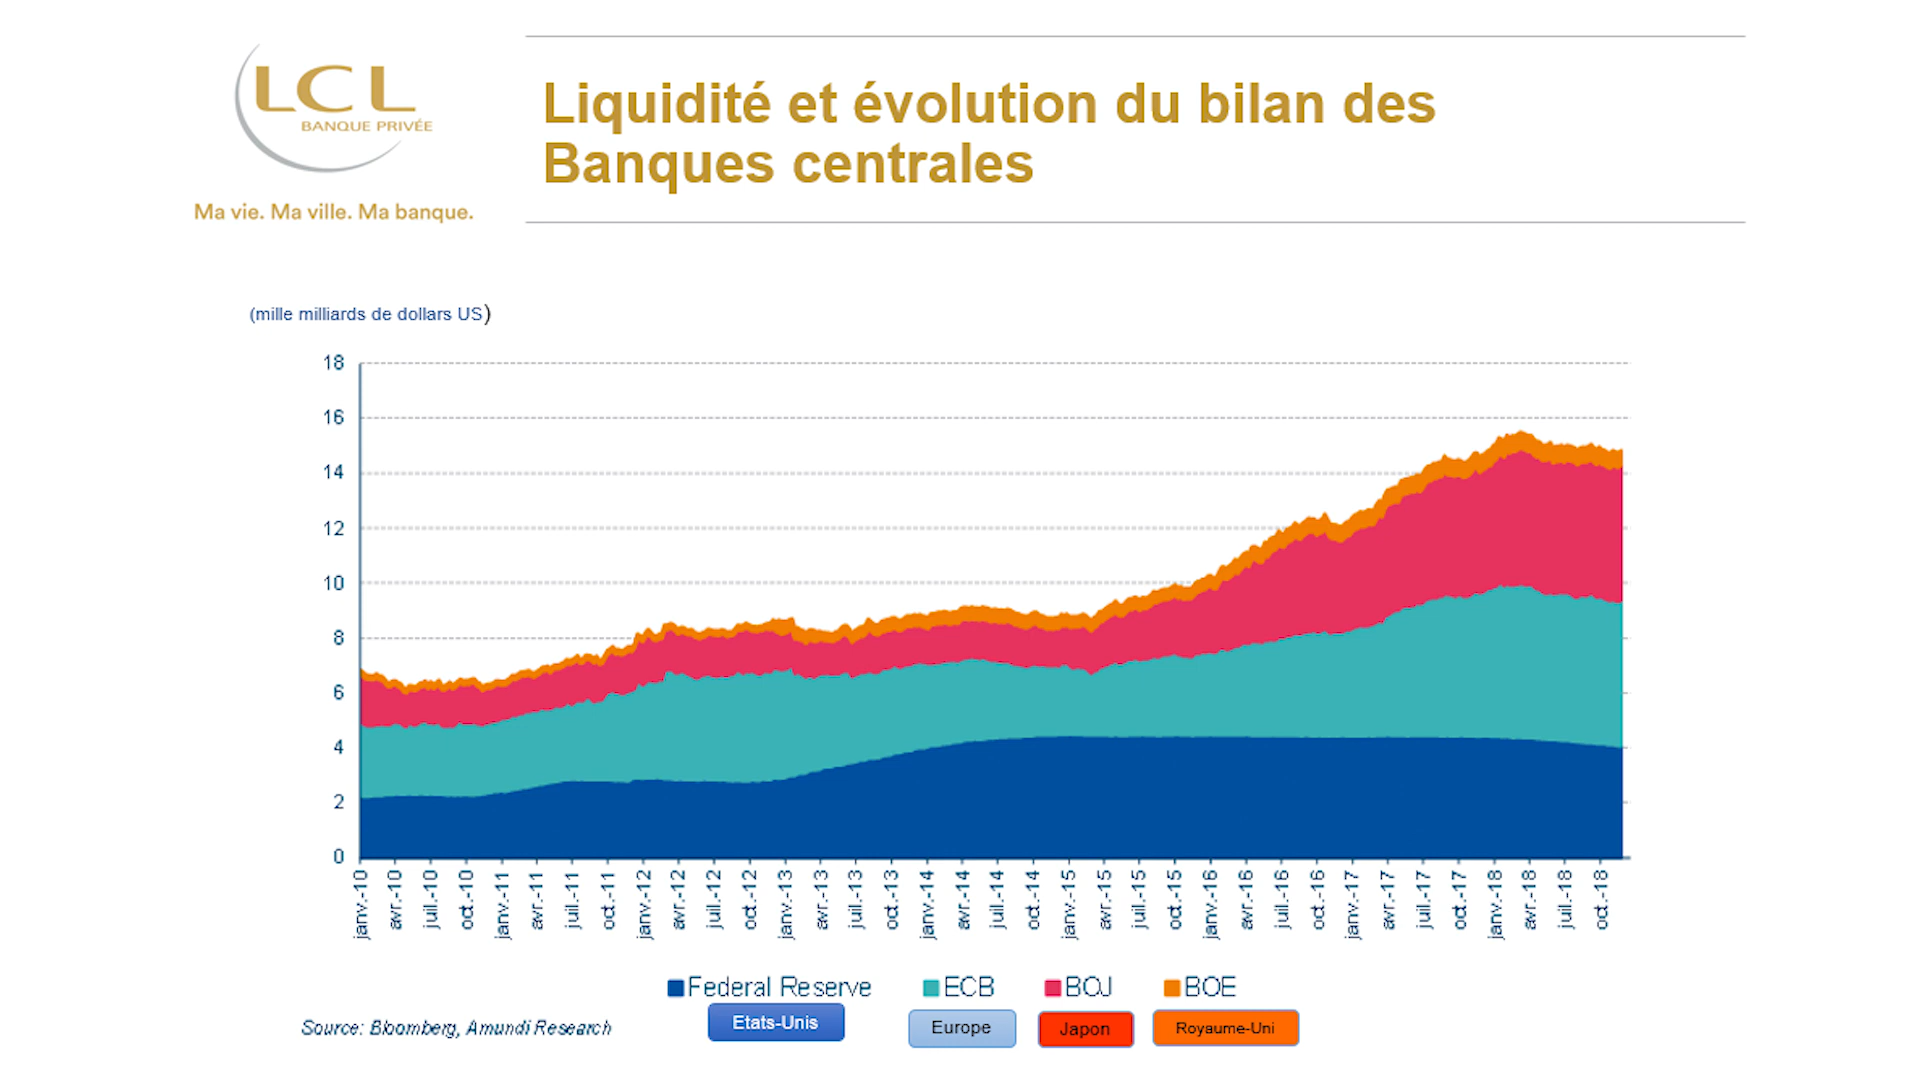 LCL
BANQUE PRIVÉE
Ma vie. Ma ville. Ma banque.
Liquidité et évolution du bilan des
Banques centrales
(mille milliards de dollars US)
18
16
14
12
10
8
6
4
2
0
janv.-10 avr.-10 juil.-10 oct.-10 janv.-11 avr.-11 juil.-11 oct.-11 janv.-12 avr.-12 juil.-12 oct.-12 janv.-13 avr.-13 juil.-13 oct.-13 janv.-14 avr.-14 juil.-14 oct.-14 janv.-15 avr.-15 juil.-15 oct.-15 janv.-16 avr.-16 juil.-16 oct.-16 janv.-17 avr.-17 juil.-17 oct.-17 janv.-18 avr.-18 juil.-18 oct.-18
Federal Reserve ECB BOJ BOE
Etats-Unis Europe Japon Royaume-Uni
Source: Bloomberg, Amundi Research